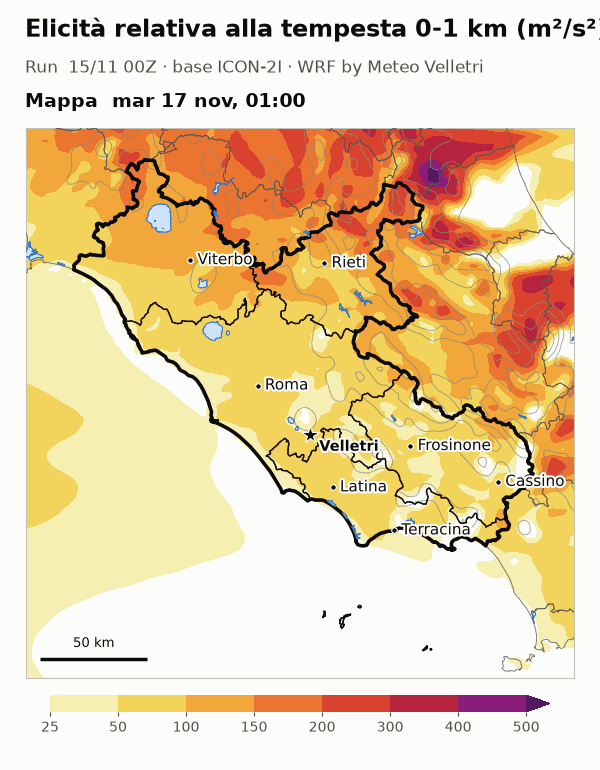 Elicità relativa alla tempesta 0-1 km (m²/s²)
Run 15/11 00Z · base ICON-2I · WRF by Meteo Velletri
Mappa mar 17 nov, 01:00
Viterbo
Rieti
Roma
Velletri
Frosinone
Cassino
Latina
Terracina
50 km
25 50 100 150 200 300 400 500